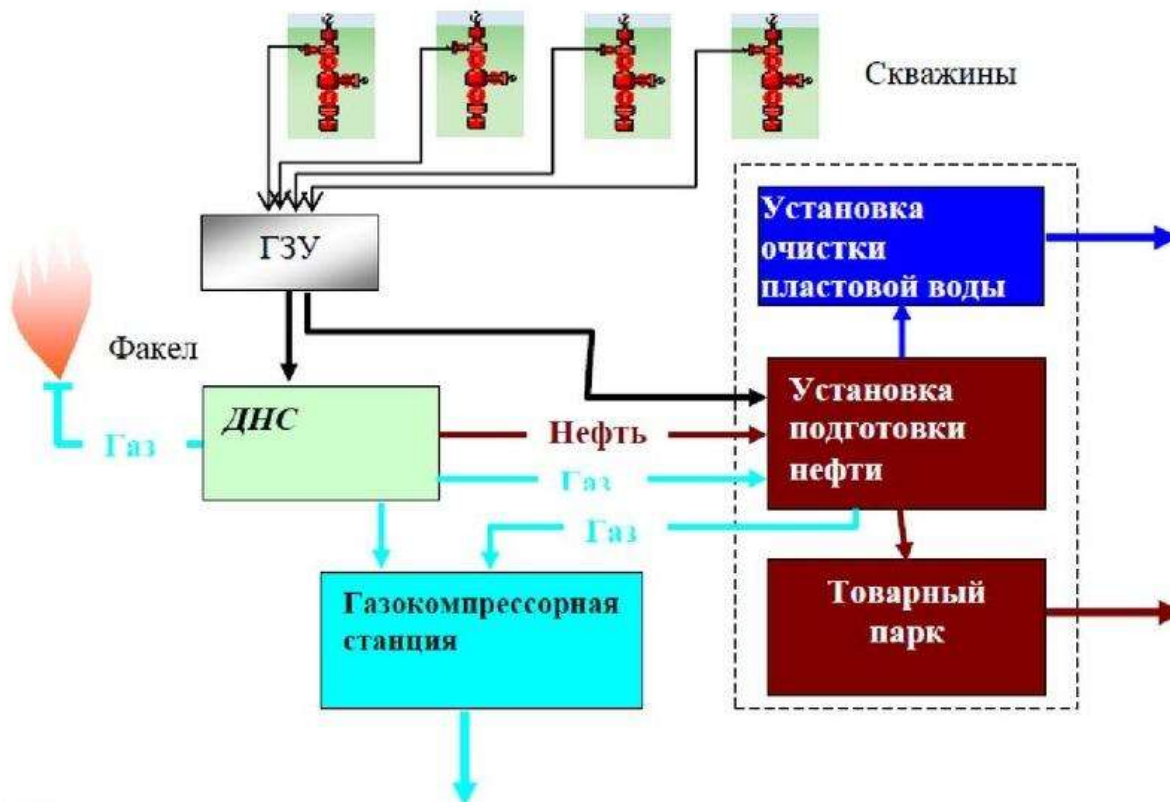 Скважины
ГЗУ
Установка
очистки
пластовой воды
Факел
ДНС
Газ
Нефть
Газ
Газ
Установка
подготовки
нефти
Газокомпрессорная
станция
Товарный
парк